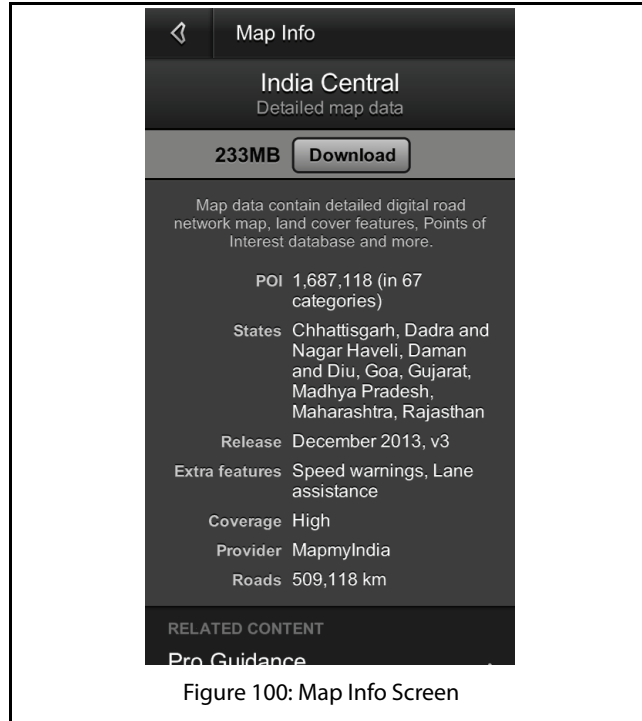 Map Info
India Central
Detailed map data
233MB Download
Map data contain detailed digital road
network map, land cover features, Points of
Interest database and more.
POI 1,687,118 (in 67
categories)
States Chhattisgarh, Dadra and
Nagar Haveli, Daman
and Diu, Goa, Gujarat,
Madhya Pradesh,
Maharashtra, Rajasthan
Release December 2013, v3
Extra features Speed warnings, Lane
assistance
Coverage High
Provider MapmyIndia
Roads 509,118 km
RELATED CONTENT
Pro Guidance
Figure 100: Map Info Screen